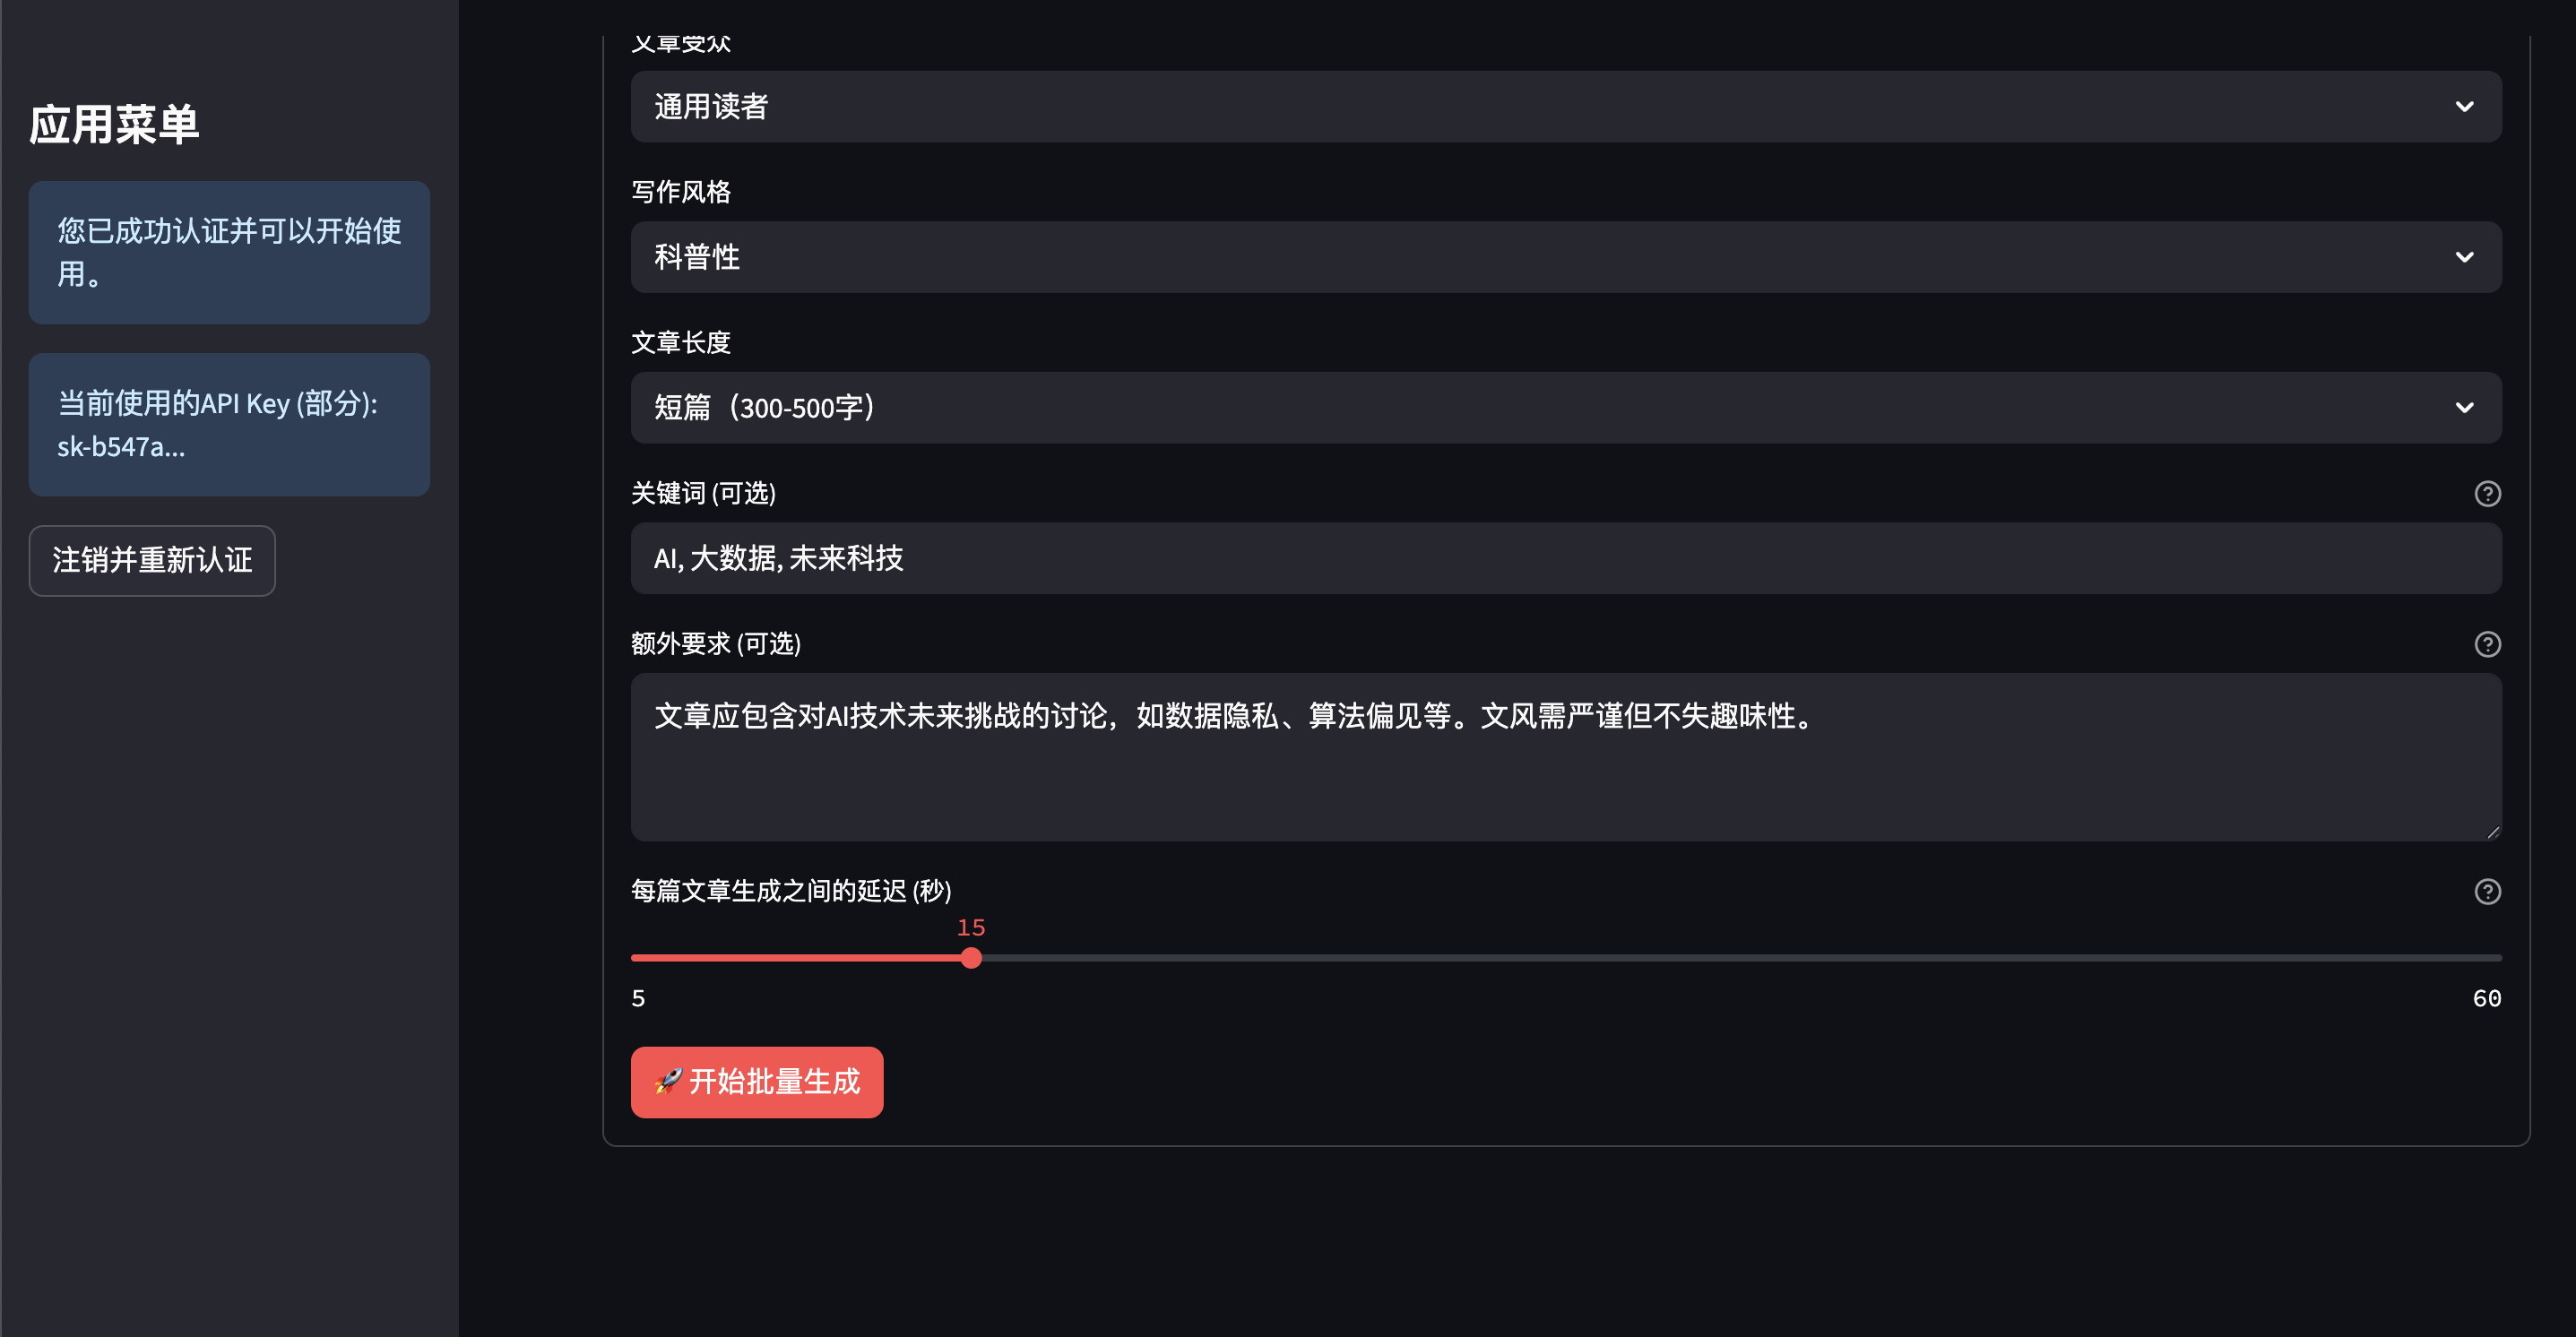 应用菜单
您已成功认证并可以开始使
用。
当前使用的API Key (部分):
sk-b547a...
注销并重新认证
文章受众
通用读者
写作风格
科普性
文章长度
短篇（300-500字）
关键词 (可选)
AI, 大数据, 未来科技
额外要求 (可选)
文章应包含对AI技术未来挑战的讨论，如数据隐私、算法偏见等。文风需严谨但不失趣味性。
每篇文章生成之间的延迟 (秒)
15
5
60
🚀 开始批量生成